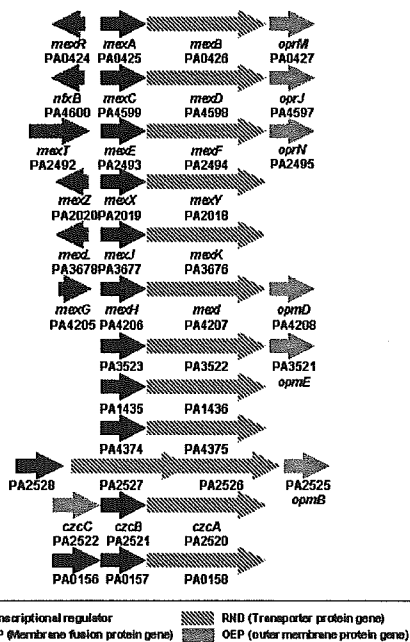 mexR mexA mexB oprM
PA0424 PA0425 PA0426 PA0427
nfxB mexC mexD oprJ
PA4600 PA4599 PA4598 PA4597
mexT mexE mexF oprN
PA2492 PA2493 PA2494 PA2495
mexZ mexX mexY
PA2020 PA2019 PA2018
mexL mexJ mexK
PA3678 PA3677 PA3676
mexG mexH mexI opmD
PA4205 PA4206 PA4207 PA4208
PA3523 PA3522 PA3521
opmE
PA1435 PA1436
PA4374 PA4375
PA2528 PA2527 PA2526 PA2525
opmB
czcC czcB czcA
PA2522 PA2521 PA2520
PA0156 PA0157 PA0158
nscriptional regulator RND (Transporter protein gene)
P (Membrane fusion protein gene) OEP (outer membrane protein gene)